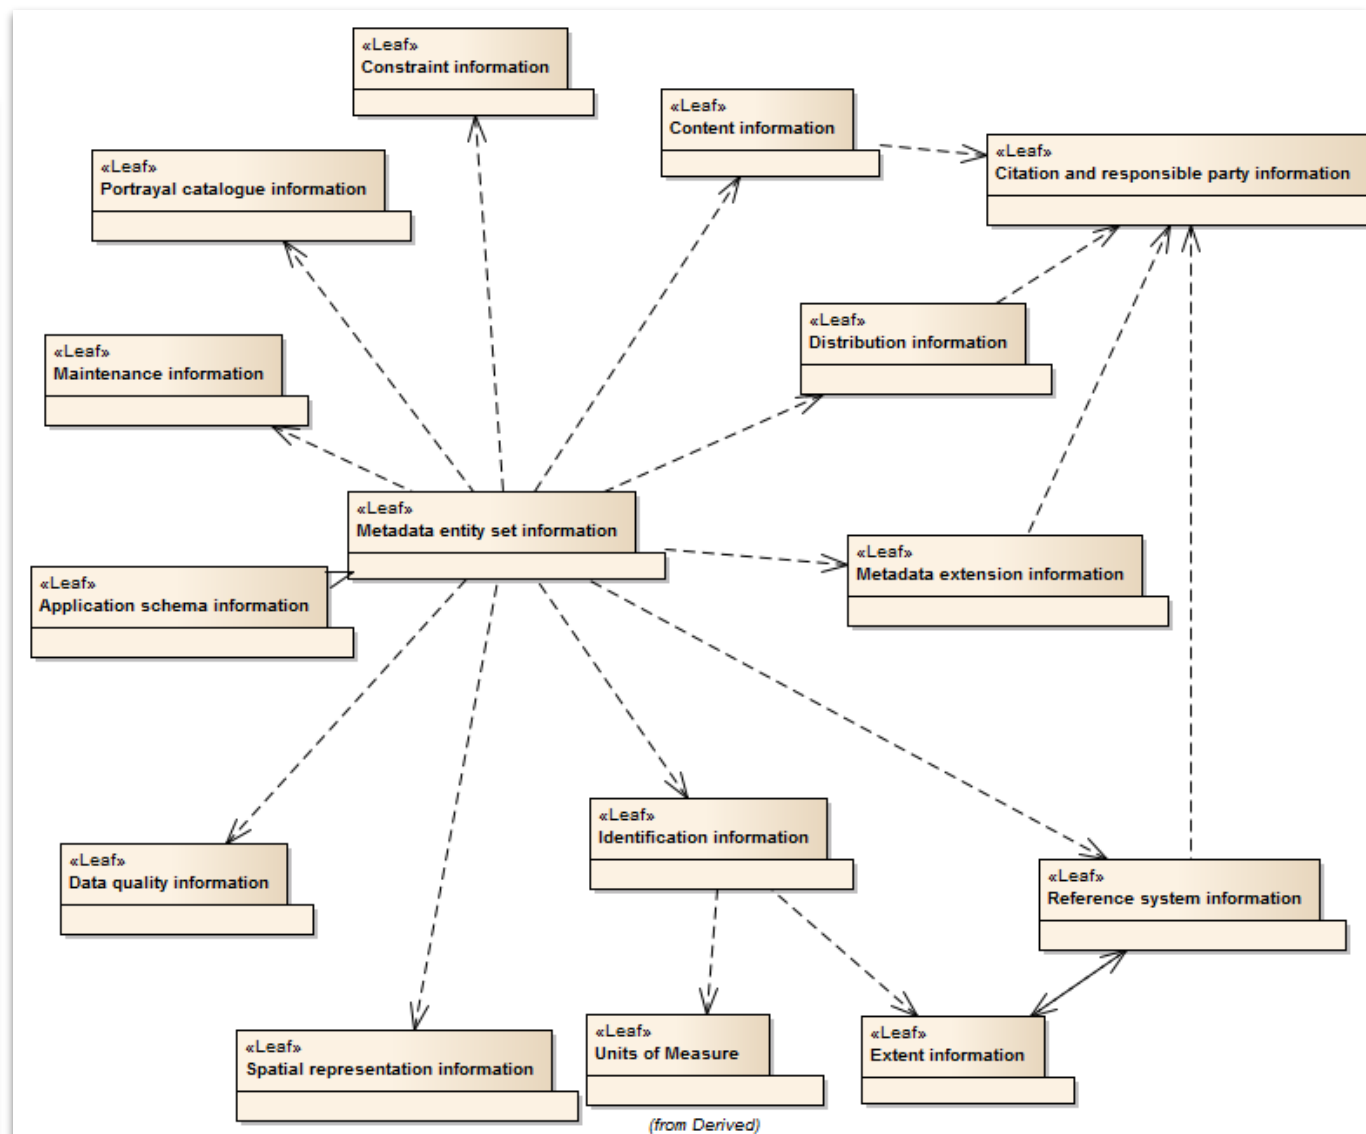 «Leaf»
Constraint information
«Leaf»
Content information
«Leaf»
Citation and responsible party information
«Leaf»
Portrayal catalogue information
«Leaf»
Distribution information
«Leaf»
Maintenance information
«Leaf»
Metadata entity set information
«Leaf»
Metadata extension information
«Leaf»
Application schema information
«Leaf»
Identification information
«Leaf»
Data quality information
«Leaf»
Reference system information
«Leaf»
Spatial representation information
«Leaf»
Units of Measure
(from Derived)
«Leaf»
Extent information